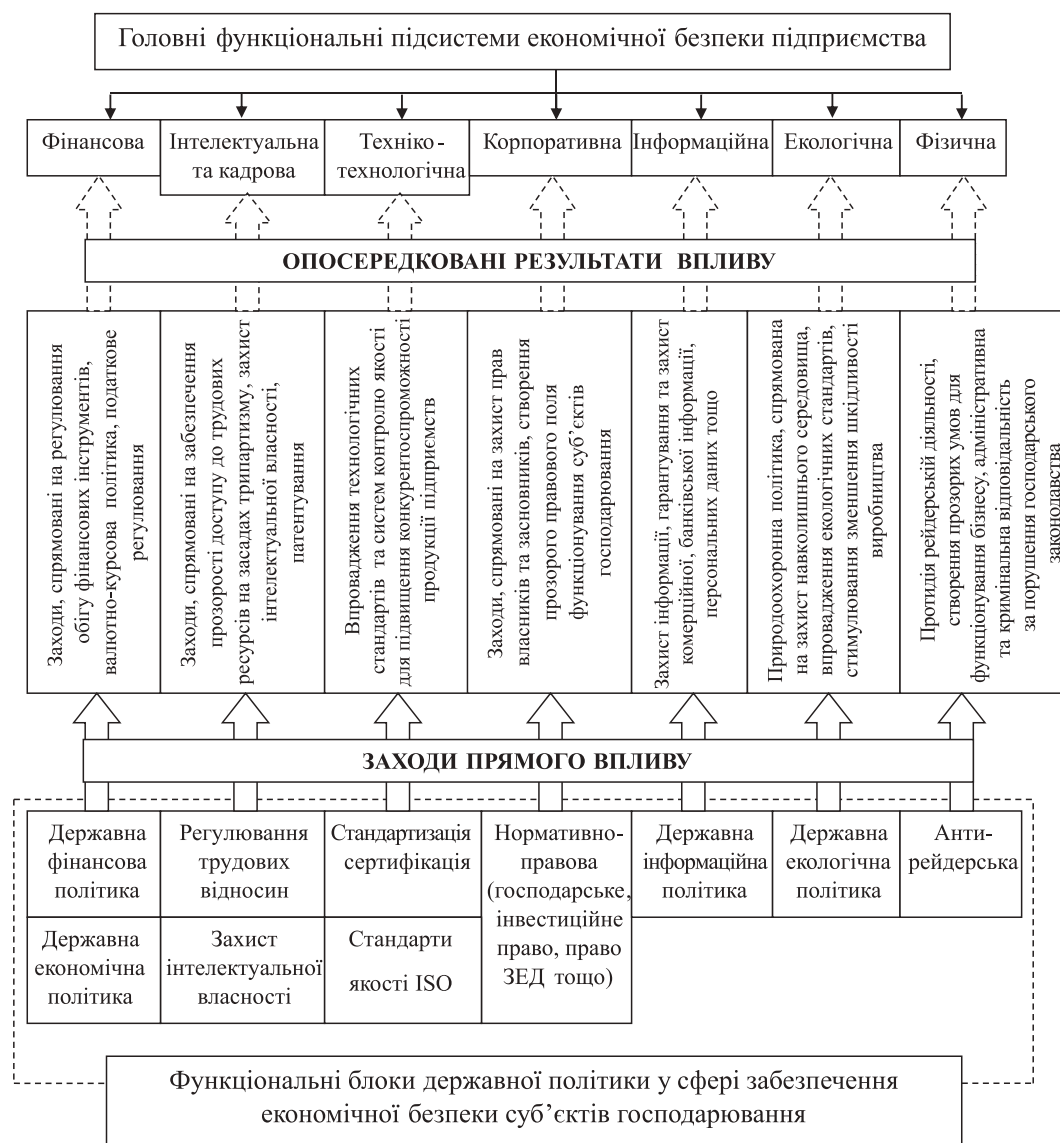 Головні функціональні підсистеми економічної безпеки підприємства
Фінансова
Інтелектуальна
та кадрова
Техніко-
технологічна
Корпоративна
Інформаційна
Екологічна
Фізична
ОПОСЕРЕДКОВАНІ РЕЗУЛЬТАТИ ВПЛИВУ
Заходи, спрямовані на регулювання
обігу фінансових інструментів,
валютно-курсова політика, податкове
регулювання
Заходи, спрямовані на забезпечення
прозорості доступу до трудових
ресурсів на засадах трипартизму, захист
інтелектуальної власності,
патентування
Впровадження технологічних
стандартів та систем контролю якості
для підвищення конкурентоспроможності
продукції підприємств
Заходи, спрямовані на захист прав
власників та засновників, створення
прозорого правового поля
функціонування суб’єктів
господарювання
Захист інформації, гарантування та захист
комерційної, банківської інформації,
персональних даних тощо
Природоохоронна політика, спрямована
на захист навколишнього середовища,
впровадження екологічних стандартів,
стимулювання зменшення шкідливості
виробництва
Протидія рейдерській діяльності,
створення прозорих умов для
функціонування бізнесу, адміністративна
та кримінальна відповідальність
за порушення господарського
законодавства
ЗАХОДИ ПРЯМОГО ВПЛИВУ
Державна
фінансова
політика
Регулювання
трудових
відносин
Стандартизація
сертифікація
Нормативно-
правова
(господарське,
інвестиційне
право, право
ЗЕД тощо)
Державна
інформаційна
політика
Державна
екологічна
політика
Анти-
рейдерська
Державна
економічна
політика
Захист
інтелектуальної
власності
Стандарти
якості ISO
Функціональні блоки державної політики у сфері забезпечення
економічної безпеки суб’єктів господарювання